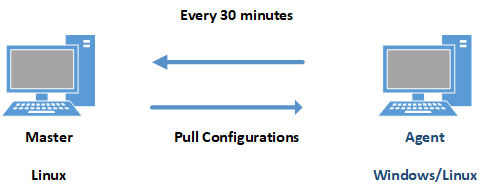 Every 30 minutes
Master
Pull Configurations
Agent
Linux
Windows/Linux